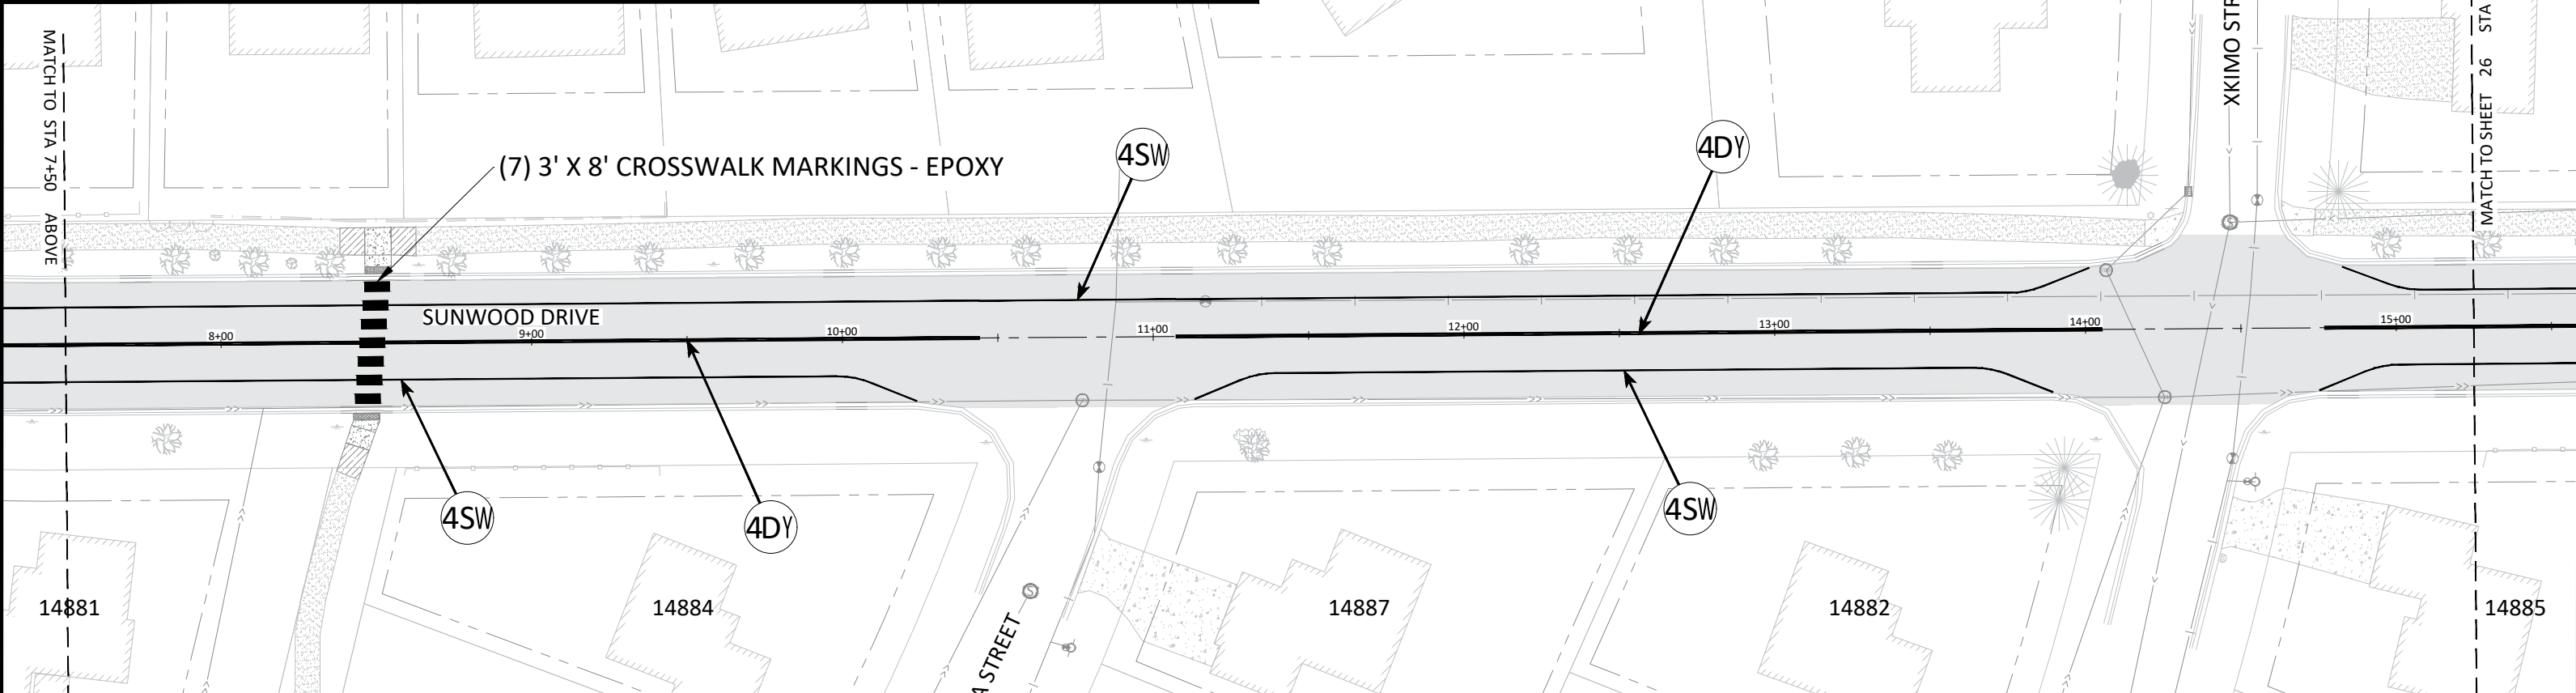 MATCH TO STA 7+50 ABOVE
(7) 3' X 8' CROSSWALK MARKINGS - EPOXY
4SW
4DY
MATCH TO SHEET 26 STA
SUNWOOD DRIVE
8+00
9+00
10+00
11+00
12+00
13+00
14+00
15+00
4SW
4DY
4SW
S
S
14881
14884
14887
14882
14885
STREET